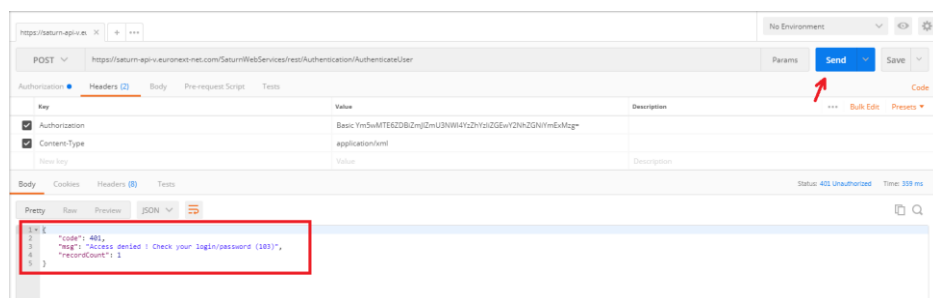 https://saturn-api-v.e
No Environment
POST
https://saturn-api-v.euronext-net.com/SaturnWebServices/rest/Authentication/AuthenticateUser
Params
Send
Save
Authorization
Headers (2)
Body
Pre-request Script
Tests
Code
Key
Value
Description
Bulk Edit
Presets
Authorization
Basic
Content-Type
application/xml
New key
Value
Description
Body
Cookies
Headers (8)
Tests
Status: 401 Unauthorized
Time: 359 ms
Pretty
Raw
Preview
JSON
1 {
2 "code": 401,
3 "msg": "Access denied ! Check your login/password (103)",
4 "recordCount": 1
5 }